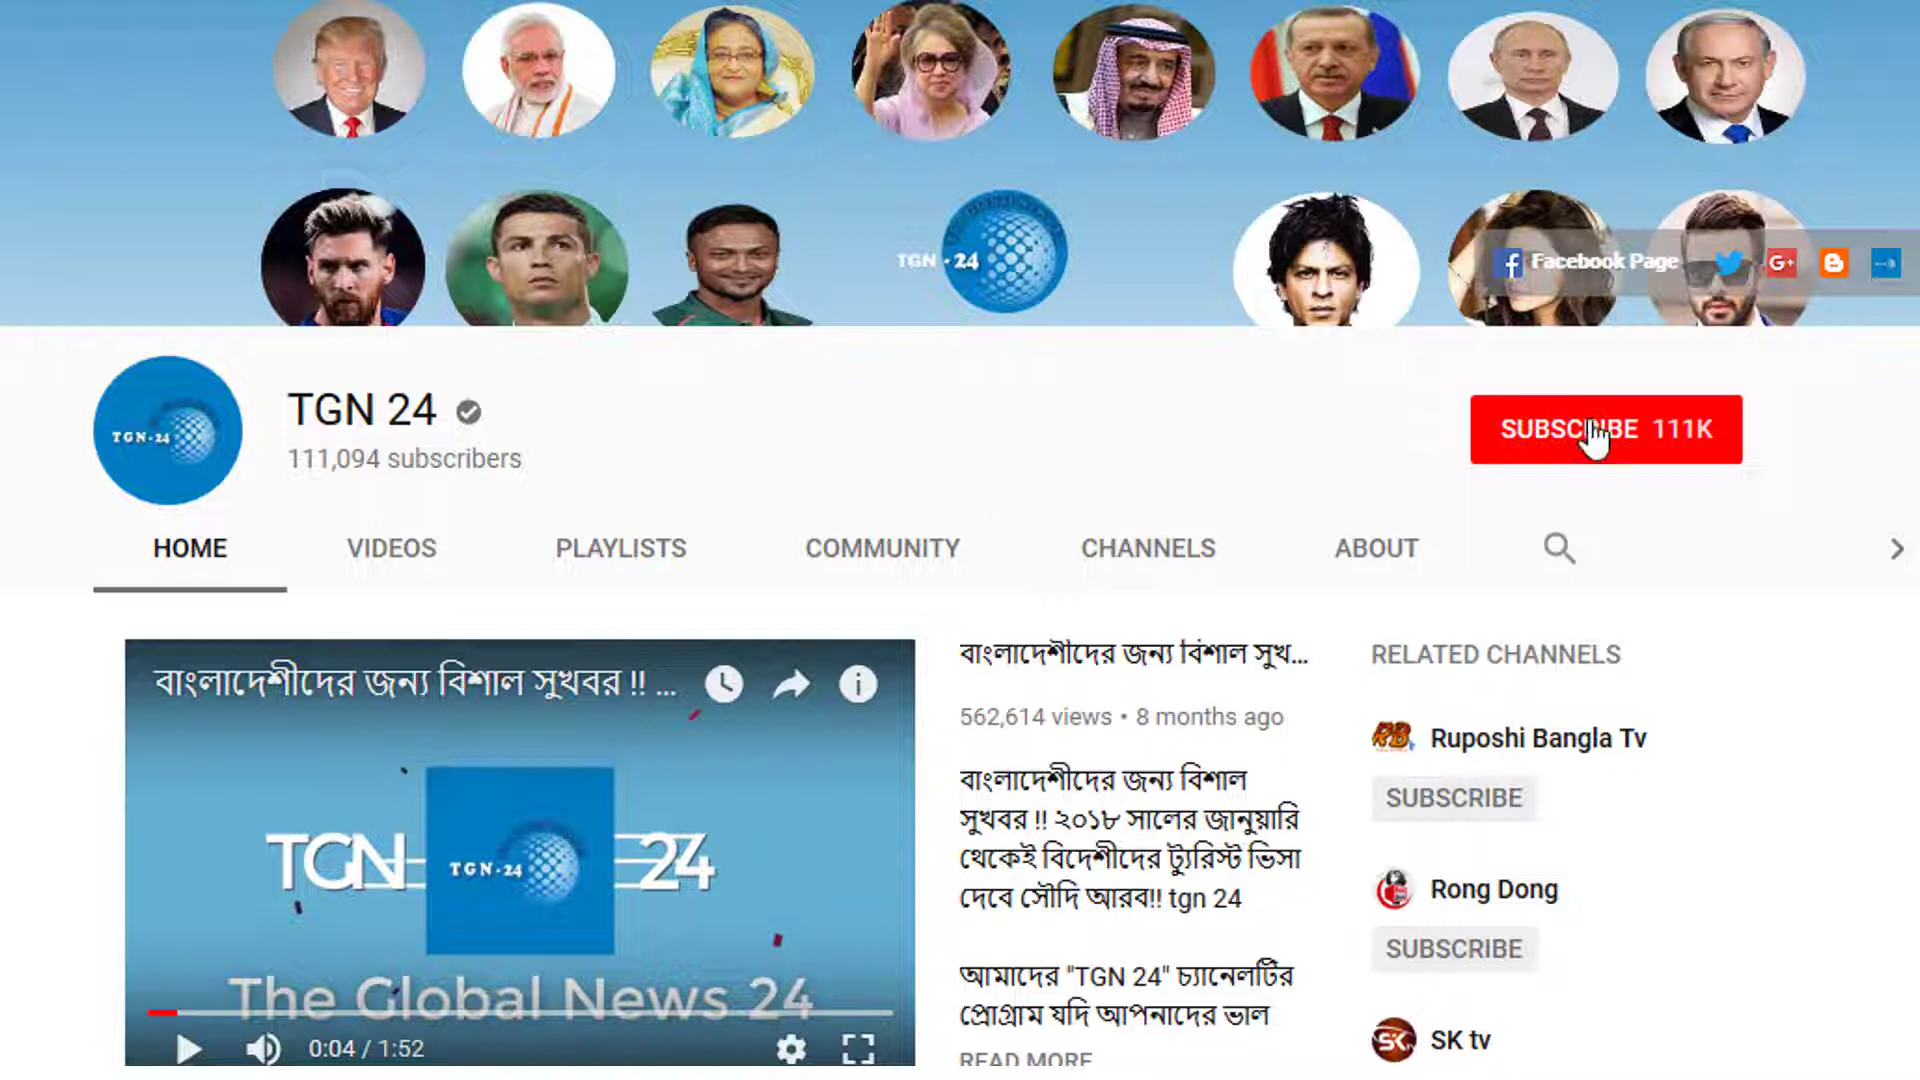 TGN - 24
Facebook Page
TGN-24
TGN 24
111,094 subscribers
SUBSCRIBE 111K
HOME
VIDEOS
PLAYLISTS
COMMUNITY
CHANNELS
ABOUT
বাংলাদেশীদের জন্য বিশাল সুখবর !! ...
TGN
TGN-24
24
The Global News 24
0:04 / 1:52
বাংলাদেশীদের জন্য বিশাল সুখ...
562,614 views • 8 months ago
বাংলাদেশীদের জন্য বিশাল
সুখবর !! ২০১৮ সালের জানুয়ারি
থেকেই বিদেশীদের ট্যুরিস্ট ভিসা
দেবে সৌদি আরব!! tgn 24
আমাদের "TGN 24" চ্যানেলটির
প্রোগ্রাম যদি আপনাদের ভাল
READ MORE
RELATED CHANNELS
Ruposhi Bangla Tv
SUBSCRIBE
Rong Dong
SUBSCRIBE
SK tv